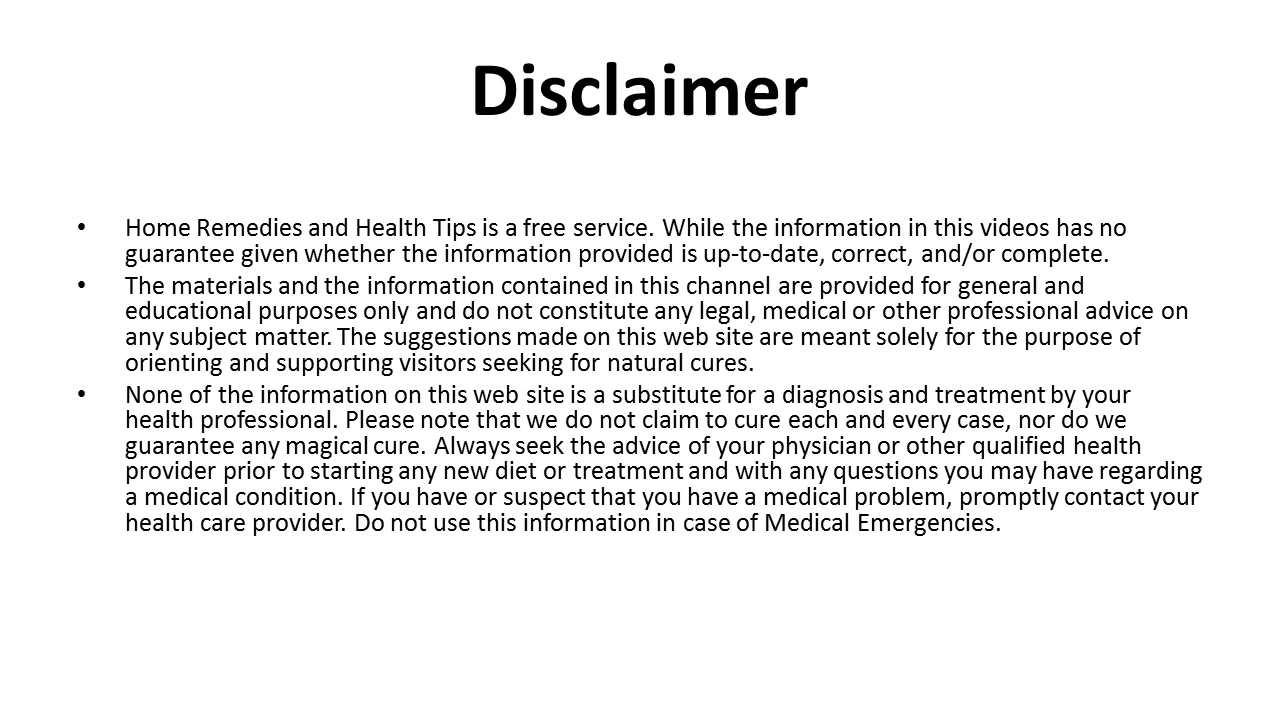 Disclaimer
• Home Remedies and Health Tips is a free service. While the information in this videos has no
guarantee given whether the information provided is up-to-date, correct, and/or complete.
• The materials and the information contained in this channel are provided for general and
educational purposes only and do not constitute any legal, medical or other professional advice on
any subject matter. The suggestions made on this web site are meant solely for the purpose of
orienting and supporting visitors seeking for natural cures.
• None of the information on this web site is a substitute for a diagnosis and treatment by your
health professional. Please note that we do not claim to cure each and every case, nor do we
guarantee any magical cure. Always seek the advice of your physician or other qualified health
provider prior to starting any new diet or treatment and with any questions you may have regarding
a medical condition. If you have or suspect that you have a medical problem, promptly contact your
health care provider. Do not use this information in case of Medical Emergencies.